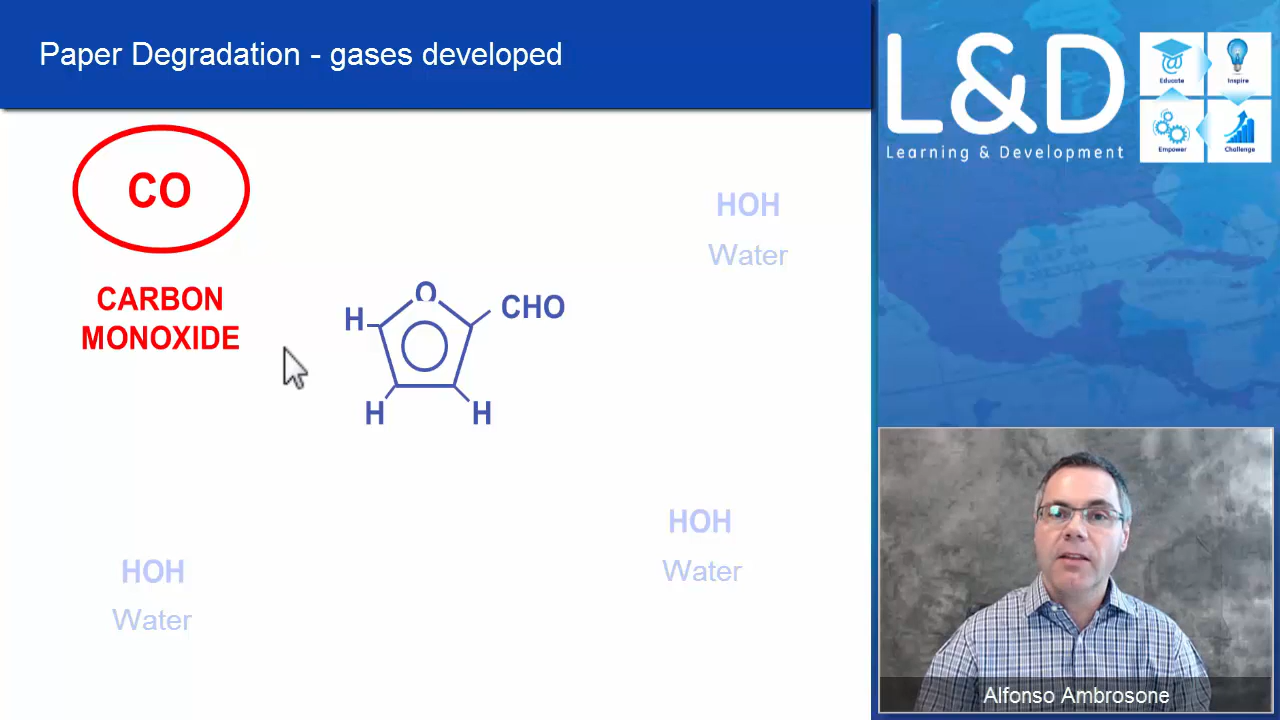 Paper Degradation - gases developed
CO
CARBON
MONOXIDE
O
H
CHO
H
H
HOH
Water
HOH
Water
HOH
Water
L&D
Learning & Development
Educate
Inspire
Empower
Challenge
Alfonso Ambrosone